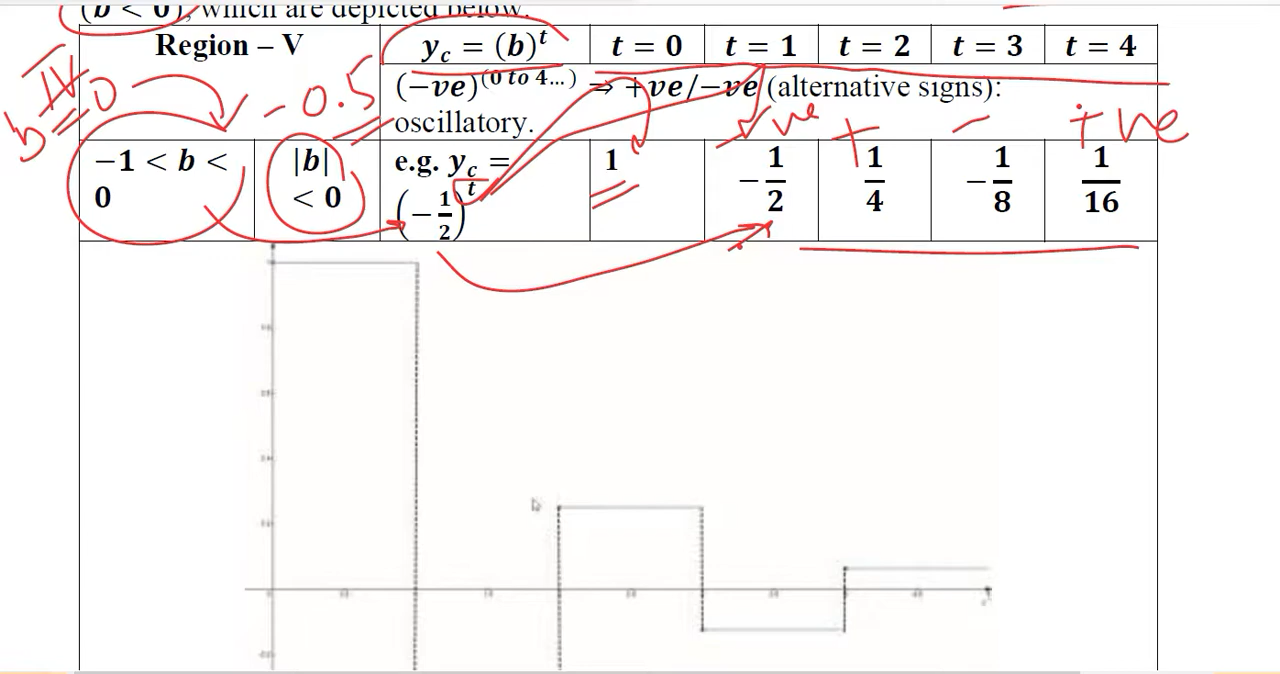 (b < 0), which are depicted below.
Region – V y_c = (b)^t t = 0 t = 1 t = 2 t = 3 t = 4
IV
b = 0 - 0.5 (−ve)^(0 to 4…) ⇒ +ve/−ve (alternative signs):
oscillatory.
-ve + - +ve
−1 < b < 0 |b| < 0 e.g. y_c = (−1/2)^t 1 −1/2 1/4 −1/8 1/16